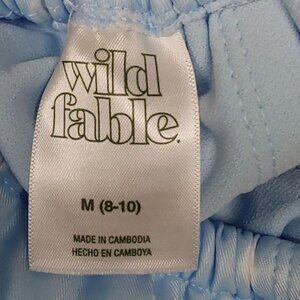 wild
fable.
M (8-10)
MADE IN CAMBODIA
HECHO EN CAMBOYA